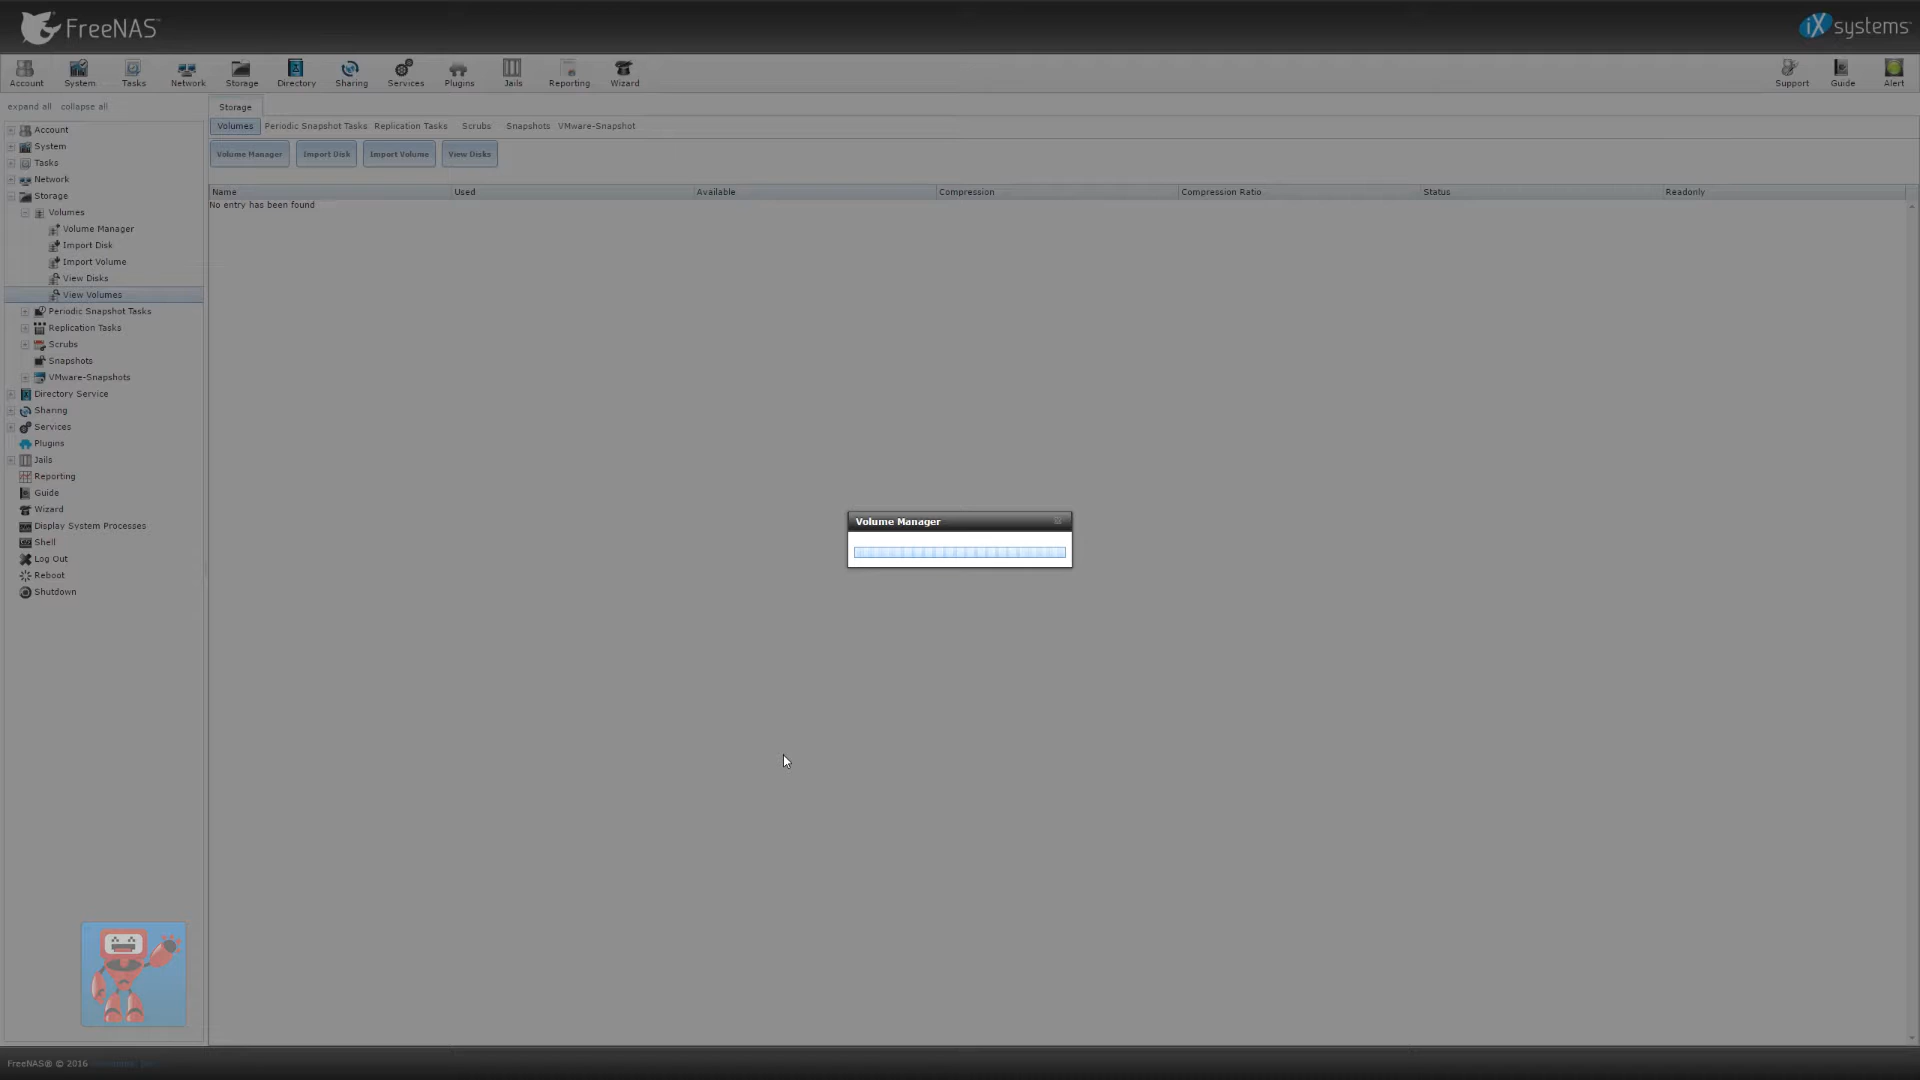 FreeNAS
iXsystems
Account System Tasks Network Storage Directory Sharing Services Plugins Jails Reporting Wizard Support Guide Alert
expand all collapse all
Storage
Volumes Periodic Snapshot Tasks Replication Tasks Scrubs Snapshots VMware-Snapshot
Volume Manager Import Disk Import Volume View Disks
Name Used Available Compression Compression Ratio Status Readonly
No entry has been found
Account
System
Tasks
Network
Storage
Volumes
Volume Manager
Import Disk
Import Volume
View Disks
View Volumes
Periodic Snapshot Tasks
Replication Tasks
Scrubs
Snapshots
VMware-Snapshots
Directory Service
Sharing
Services
Plugins
Jails
Reporting
Guide
Wizard
Display System Processes
Shell
Log Out
Reboot
Shutdown
Volume Manager
FreeNAS® © 2016